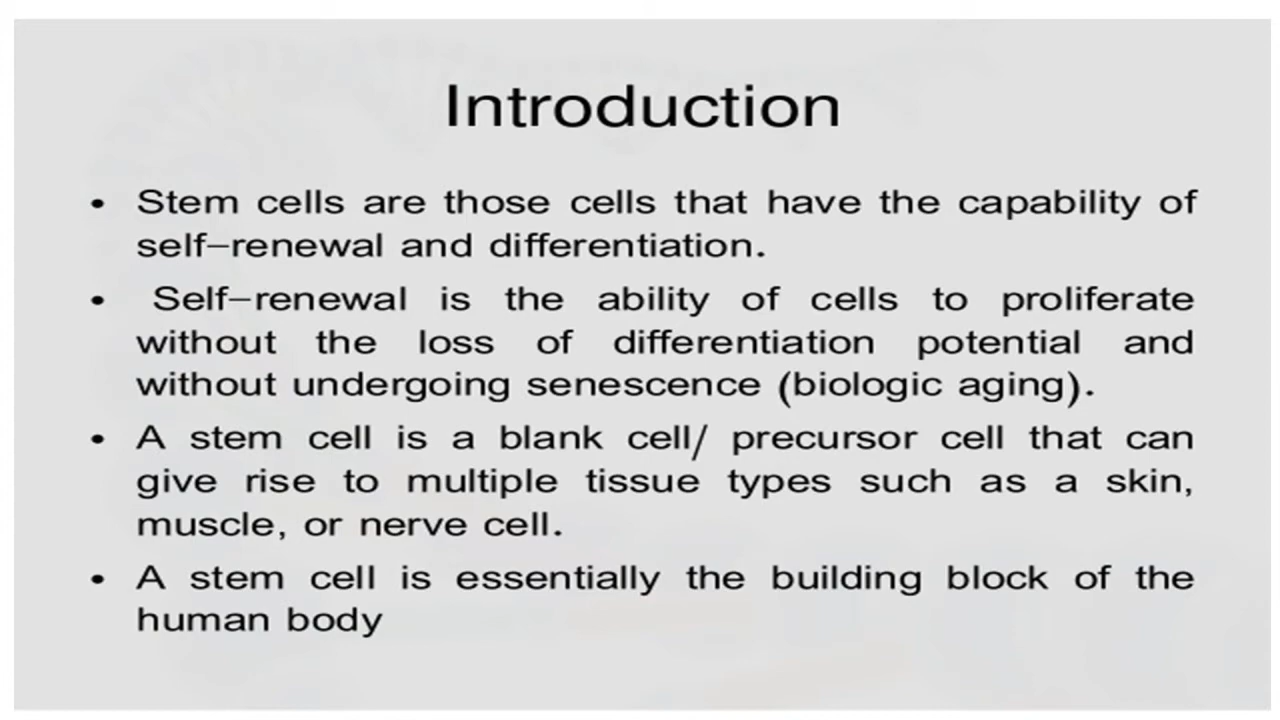 Introduction
• Stem cells are those cells that have the capability of
self-renewal and differentiation.
• Self-renewal is the ability of cells to proliferate
without the loss of differentiation potential and
without undergoing senescence (biologic aging).
• A stem cell is a blank cell/ precursor cell that can
give rise to multiple tissue types such as a skin,
muscle, or nerve cell.
• A stem cell is essentially the building block of the
human body